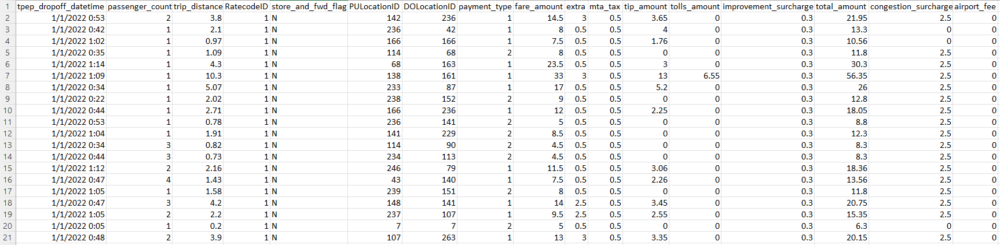 1 tpep_dropoff_datetime passenger_count trip_distance RatecodeID store_and_fwd_flag PULocationID DOLocationID payment_type fare_amount extra mta_tax tip_amount tolls_amount improvement_surcharge total_amount congestion_surcharge airport_fee
2 1/1/2022 0:53 2 3.8 1 N 142 236 1 14.5 3 0.5 3.65 0 0.3 21.95 2.5 0
3 1/1/2022 0:42 1 2.1 1 N 236 42 1 8 0.5 0.5 4 0 0.3 13.3 0 0
4 1/1/2022 1:02 1 0.97 1 N 166 166 1 7.5 0.5 0.5 1.76 0 0.3 10.56 0 0
5 1/1/2022 0:35 1 1.09 1 N 114 68 2 8 0.5 0.5 0 0 0.3 11.8 2.5 0
6 1/1/2022 1:14 1 4.3 1 N 68 163 1 23.5 0.5 0.5 3 0 0.3 30.3 2.5 0
7 1/1/2022 1:09 1 10.3 1 N 138 161 1 33 3 0.5 13 6.55 0.3 56.35 2.5 0
8 1/1/2022 0:34 1 5.07 1 N 233 87 1 17 0.5 0.5 5.2 0 0.3 26 2.5 0
9 1/1/2022 0:22 1 2.02 1 N 238 152 2 9 0.5 0.5 0 0 0.3 12.8 2.5 0
10 1/1/2022 0:44 1 2.71 1 N 166 236 1 12 0.5 0.5 2.25 0 0.3 18.05 2.5 0
11 1/1/2022 0:53 1 0.78 1 N 236 141 2 5 0.5 0.5 0 0 0.3 8.8 2.5 0
12 1/1/2022 1:04 1 1.91 1 N 141 229 2 8.5 0.5 0.5 0 0 0.3 12.3 2.5 0
13 1/1/2022 0:34 3 0.82 1 N 114 90 2 4.5 0.5 0.5 0 0 0.3 8.3 2.5 0
14 1/1/2022 0:44 3 0.73 1 N 234 113 2 4.5 0.5 0.5 0 0 0.3 8.3 2.5 0
15 1/1/2022 1:12 2 2.16 1 N 246 79 1 11.5 0.5 0.5 3.06 0 0.3 18.36 2.5 0
16 1/1/2022 0:47 4 1.43 1 N 43 140 1 7.5 0.5 0.5 2.26 0 0.3 13.56 2.5 0
17 1/1/2022 1:05 1 1.58 1 N 239 151 2 8 0.5 0.5 0 0 0.3 11.8 2.5 0
18 1/1/2022 0:47 3 4.2 1 N 148 141 1 14 2.5 0.5 3.45 0 0.3 20.75 2.5 0
19 1/1/2022 1:05 2 2.2 1 N 237 107 1 9.5 2.5 0.5 2.55 0 0.3 15.35 2.5 0
20 1/1/2022 0:05 1 0.2 1 N 7 7 2 5 0.5 0.5 0 0 0.3 6.3 0 0
21 1/1/2022 0:48 2 3.9 1 N 107 263 1 13 3 0.5 3.35 0 0.3 20.15 2.5 0